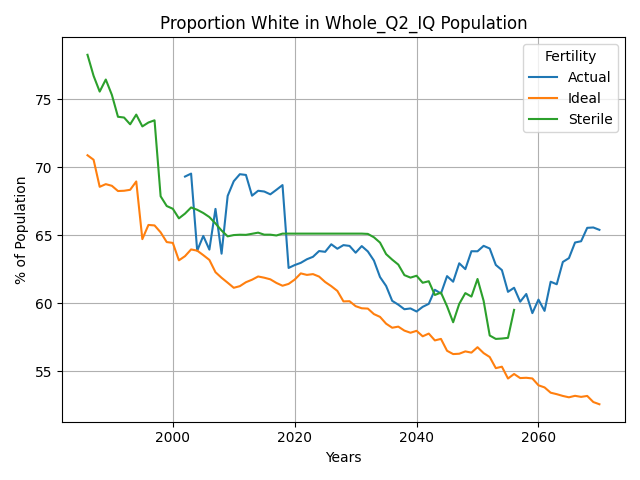 Proportion White in Whole_Q2_IQ Population
Fertility
Actual
Ideal
Sterile
% of Population
75
70
65
60
55
2000
2020
2040
2060
Years